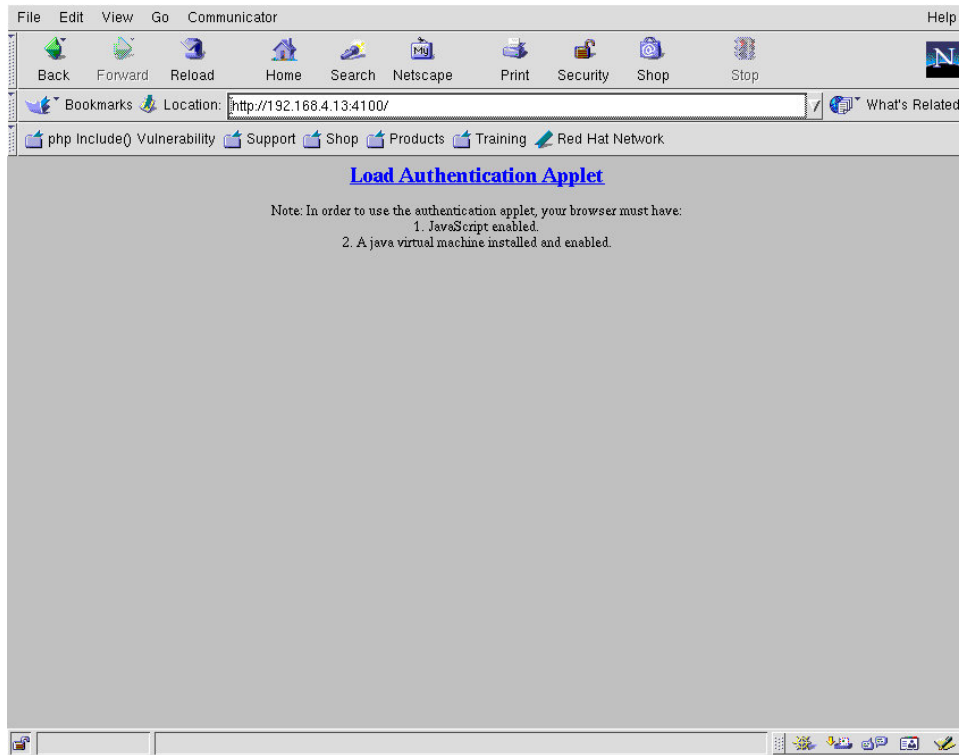 File Edit View Go Communicator Help
Back Forward Reload Home Search Netscape Print Security Shop Stop
My
N
Bookmarks Location: http://192.168.4.13:4100/ What's Related
php Include() Vulnerability Support Shop Products Training Red Hat Network
Load Authentication Applet
Note: In order to use the authentication applet, your browser must have:
1. JavaScript enabled.
2. A java virtual machine installed and enabled.